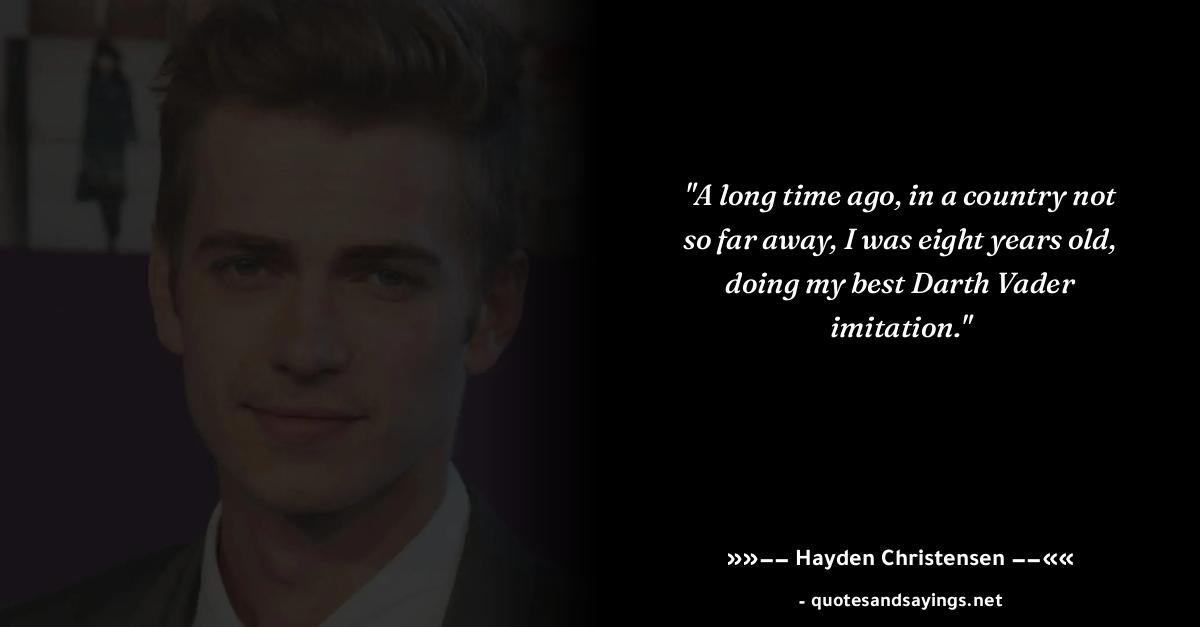 "A long time ago, in a country not
so far away, I was eight years old,
doing my best Darth Vader
imitation."
»»−− Hayden Christensen −−««
- quotesandsayings.net